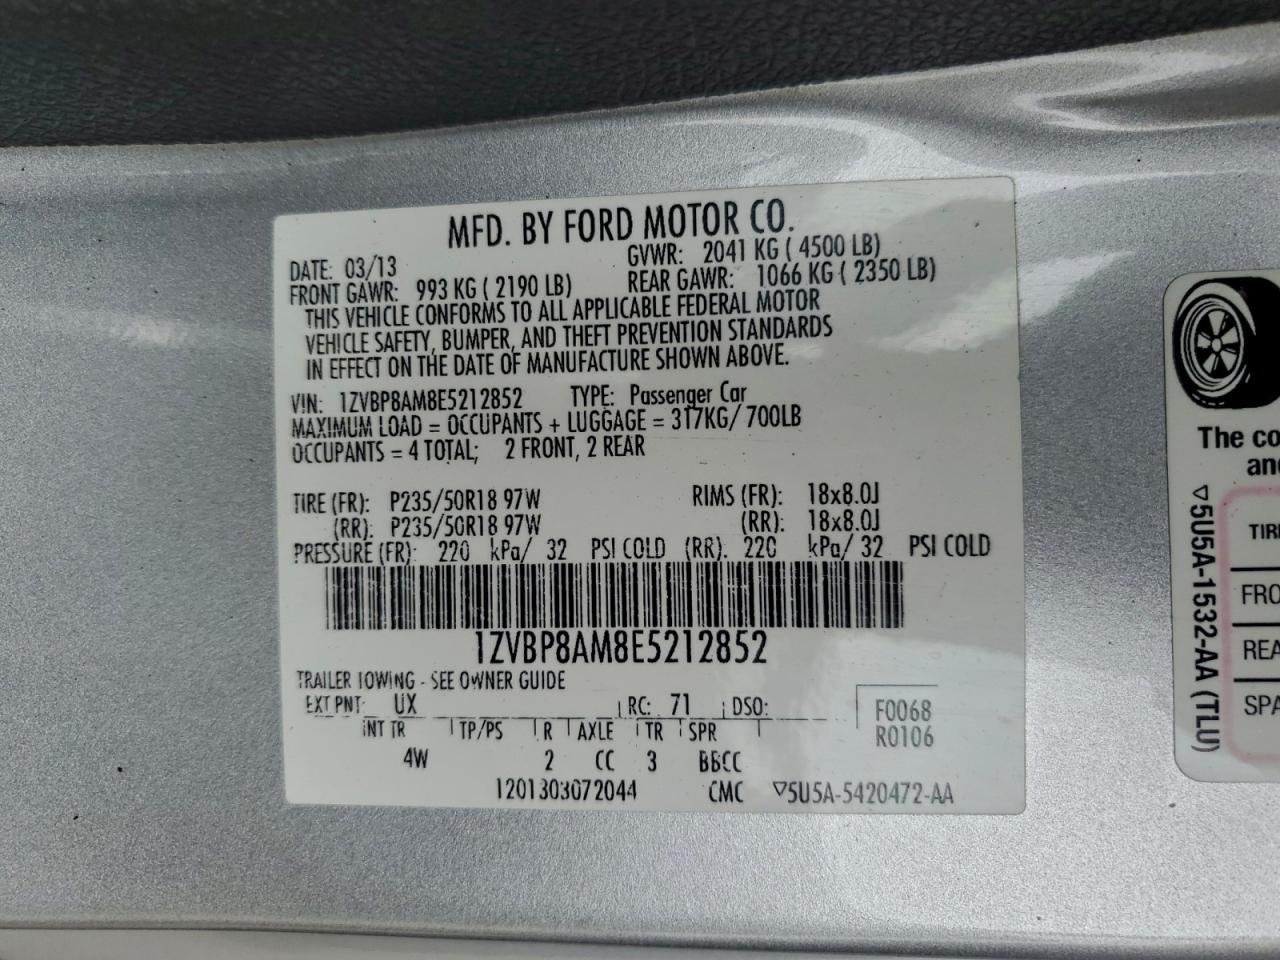 MFD. BY FORD MOTOR CO.
DATE: 03/13 GVWR: 2041 KG ( 4500 LB)
FRONT GAWR: 993 KG ( 2190 LB) REAR GAWR: 1066 KG ( 2350 LB)
THIS VEHICLE CONFORMS TO ALL APPLICABLE FEDERAL MOTOR
VEHICLE SAFETY, BUMPER, AND THEFT PREVENTION STANDARDS
IN EFFECT ON THE DATE OF MANUFACTURE SHOWN ABOVE.
VIN: 1ZVBP8AM8E5212852 TYPE: Passenger Car
MAXIMUM LOAD = OCCUPANTS + LUGGAGE = 317KG/ 700LB
OCCUPANTS = 4 TOTAL; 2 FRONT, 2 REAR
TIRE (FR): P235/50R18 97W RIMS (FR): 18x8.0J
(RR): P235/50R18 97W (RR): 18x8.0J
PRESSURE (FR): 220 kPa/ 32 PSI COLD (RR): 220 kPa/ 32 PSI COLD
1ZVBP8AM8E5212852
TRAILER TOWING - SEE OWNER GUIDE
EXT PNT: UX RC: 71 DSO: F0068
INT TR TP/PS R AXLE TR SPR R0106
4W 2 CC 3 BBCC
1201303072044 CMC ▽5U5A-5420472-AA
The co
and
▽5U5A-1532-AA (TLU)
TIR
FRO
REA
SPA